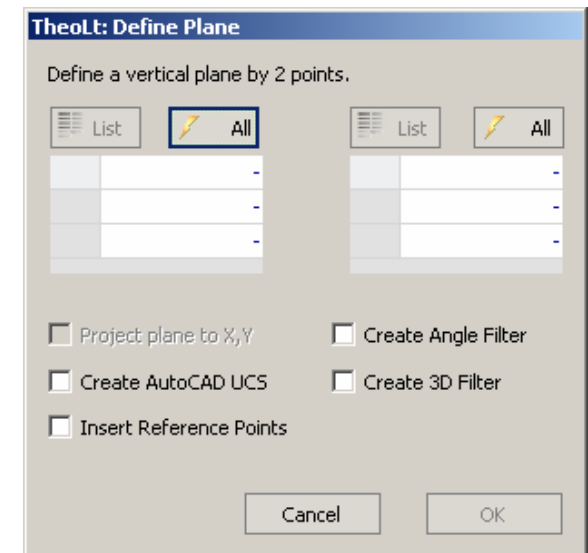 TheoLt: Define Plane
Define a vertical plane by 2 points.
List All List All
- -
- -
- -
Project plane to X,Y Create Angle Filter
Create AutoCAD UCS Create 3D Filter
Insert Reference Points
Cancel OK